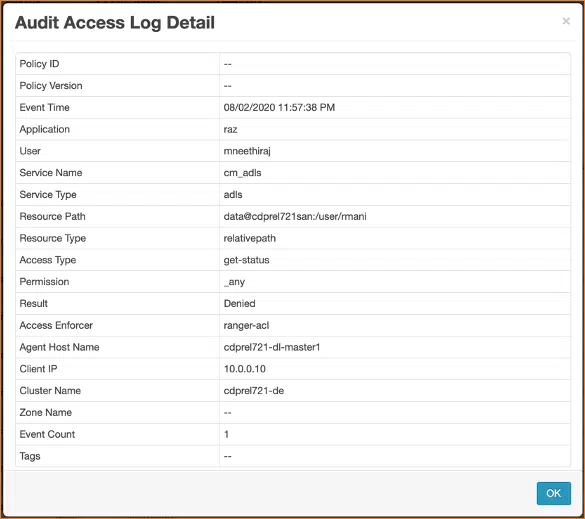 Audit Access Log Detail ×
Policy ID --
Policy Version --
Event Time 08/02/2020 11:57:38 PM
Application raz
User mneethiraj
Service Name cm_adls
Service Type adls
Resource Path data@cdprel721san:/user/rmani
Resource Type relativepath
Access Type get-status
Permission _any
Result Denied
Access Enforcer ranger-acl
Agent Host Name cdprel721-dl-master1
Client IP 10.0.0.10
Cluster Name cdprel721-de
Zone Name --
Event Count 1
Tags --
OK